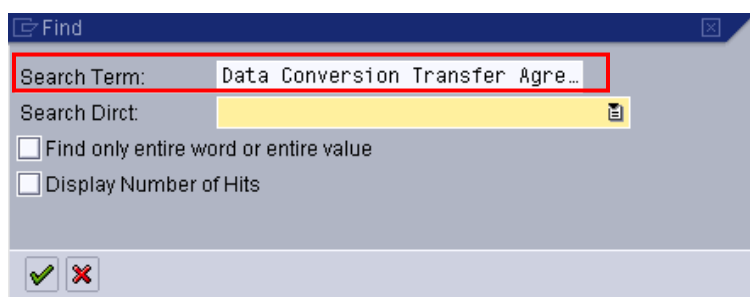 Find
Search Term: Data Conversion Transfer Agre…
Search Dirct:
Find only entire word or entire value
Display Number of Hits